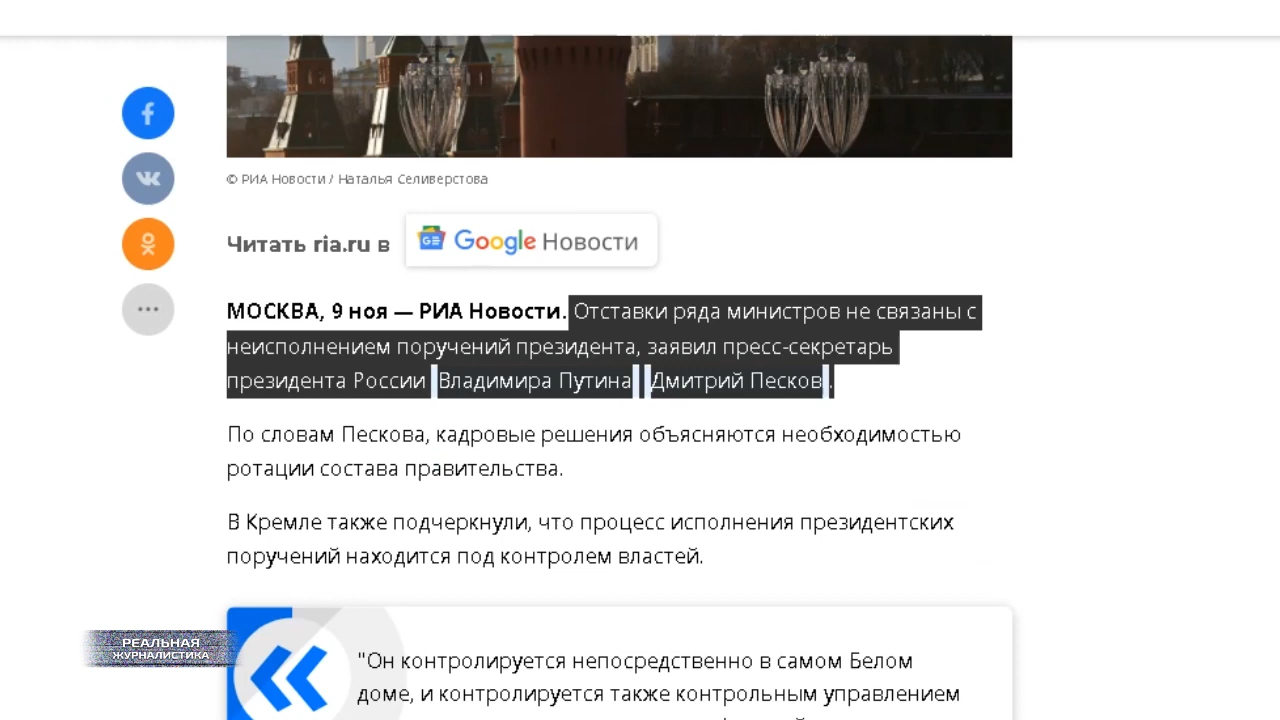 © РИА Новости / Наталья Селиверстова
Читать ria.ru в Google Новости
МОСКВА, 9 ноя — РИА Новости. Отставки ряда министров не связаны с
неисполнением поручений президента, заявил пресс-секретарь
президента России Владимира Путина Дмитрий Песков .
По словам Пескова, кадровые решения объясняются необходимостью
ротации состава правительства.
В Кремле также подчеркнули, что процесс исполнения президентских
поручений находится под контролем властей.
"Он контролируется непосредственно в самом Белом
доме, и контролируется также контрольным управлением
РЕАЛЬНАЯ
ЖУРНАЛИСТИКА